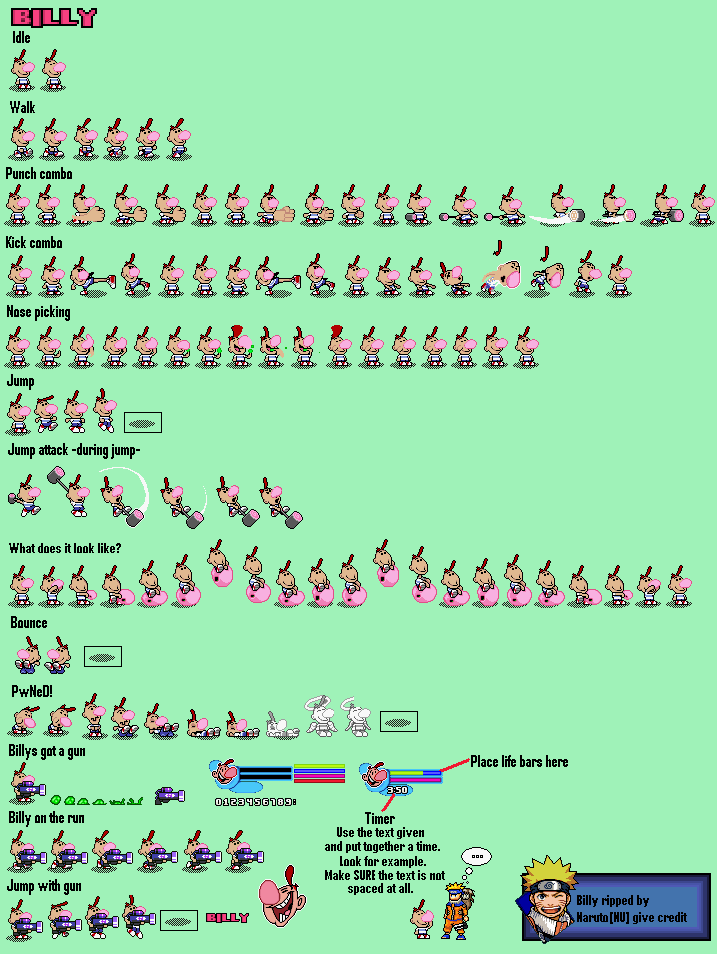 BILLY
Idle
Walk
Punch combo
Kick combo
Nose picking
Jump
Jump attack -during jump-
What does it look like?
Bounce
PwNeD!
Billys got a gun
Place life bars here
3:50
0123456789:
Timer
Billy on the run
Use the text given
and put together a time.
Look for example.
Make SURE the text is not
spaced at all.
...
Jump with gun
BILLY
Billy ripped by
Naruto[NU] give credit